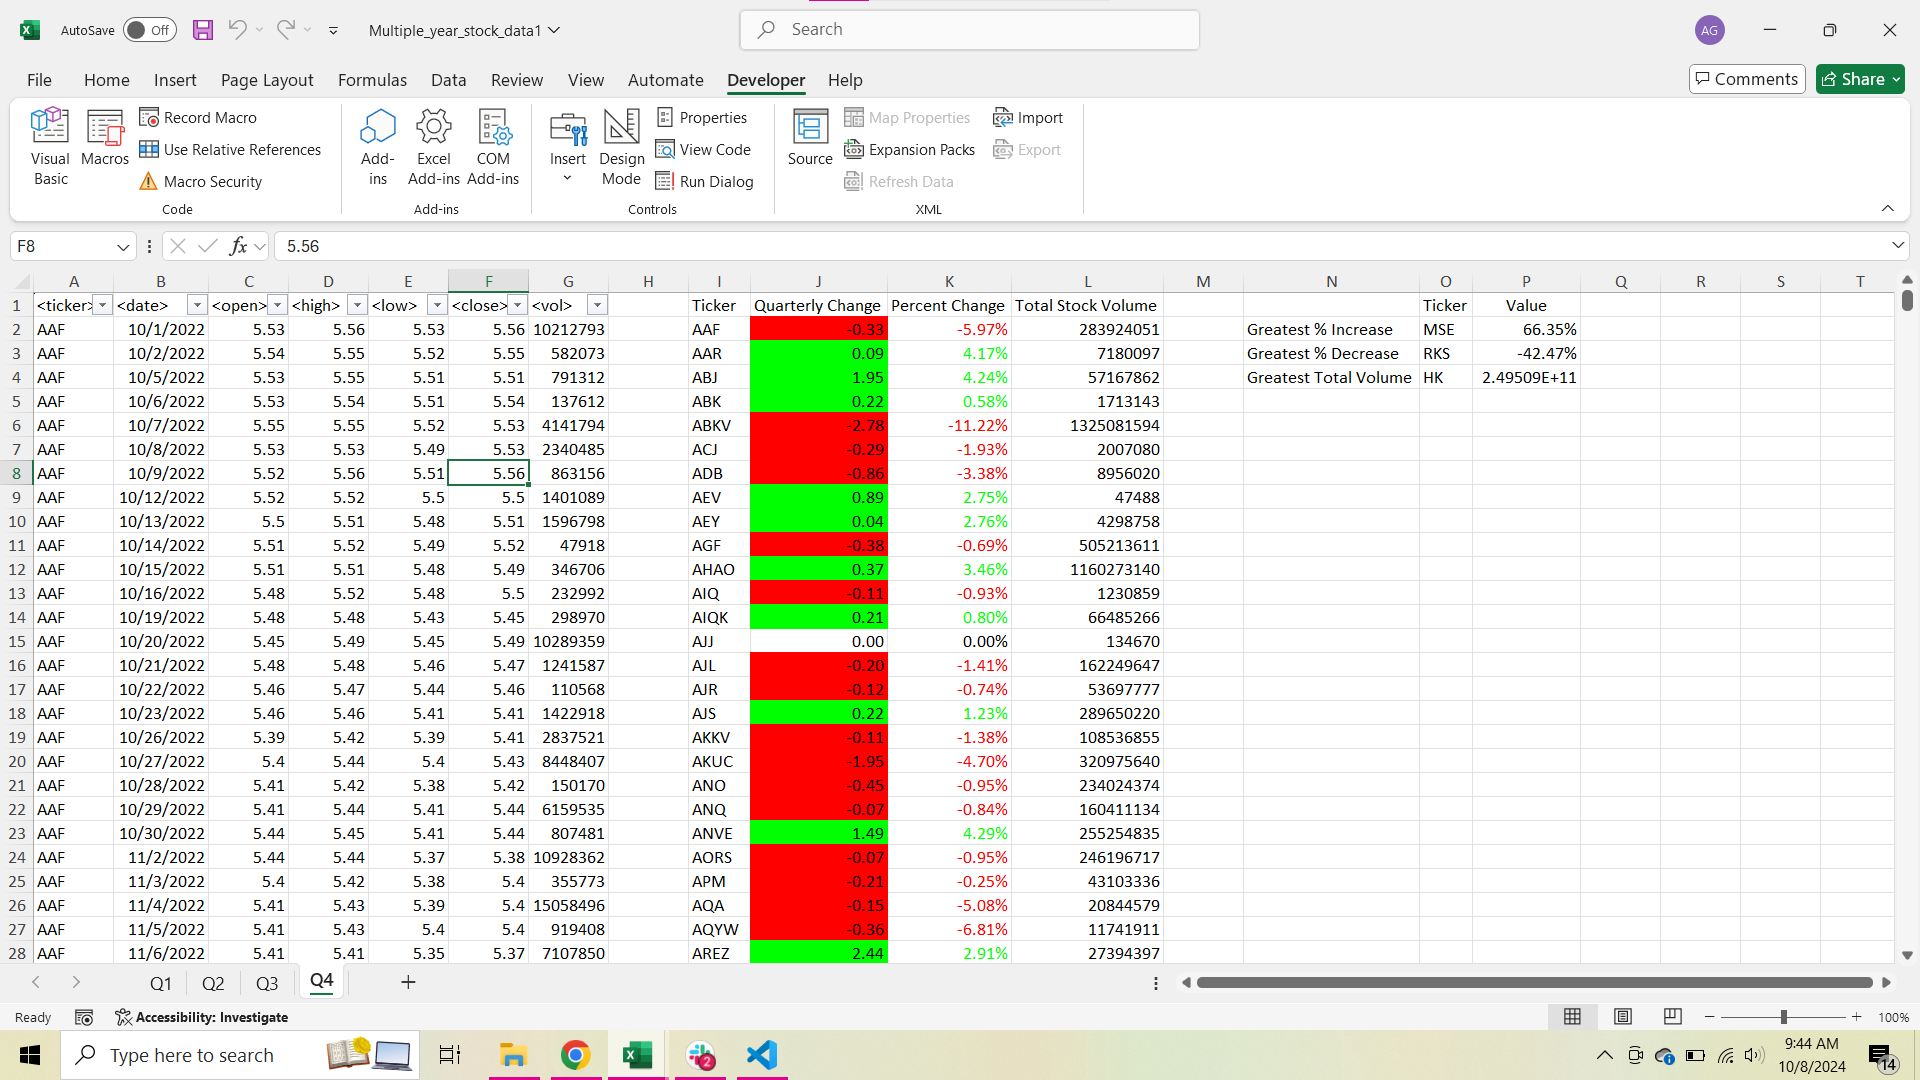 AutoSave Off Multiple_year_stock_data1 Search AG
File Home Insert Page Layout Formulas Data Review View Automate Developer Help Comments Share
Visual Basic Macros Record Macro Use Relative References Macro Security Code
Add-ins Excel Add-ins COM Add-ins Add-ins
Insert Design Mode Properties View Code Run Dialog Controls
Source Map Properties Expansion Packs Refresh Data Import Export XML
F8 fx 5.56
A B C D E F G H I J K L M N O P Q R S T
1 <ticker> <date> <open> <high> <low> <close> <vol> Ticker Quarterly Change Percent Change Total Stock Volume Ticker Value
2 AAF 10/1/2022 5.53 5.56 5.53 5.56 10212793 AAF -0.33 -5.97% 283924051 Greatest % Increase MSE 66.35%
3 AAF 10/2/2022 5.54 5.55 5.52 5.55 582073 AAR 0.09 4.17% 7180097 Greatest % Decrease RKS -42.47%
4 AAF 10/5/2022 5.53 5.55 5.51 5.51 791312 ABJ 1.95 4.24% 57167862 Greatest Total Volume HK 2.49509E+11
5 AAF 10/6/2022 5.53 5.54 5.51 5.54 137612 ABK 0.22 0.58% 1713143
6 AAF 10/7/2022 5.55 5.55 5.52 5.53 4141794 ABKV -2.78 -11.22% 1325081594
7 AAF 10/8/2022 5.53 5.53 5.49 5.53 2340485 ACJ -0.29 -1.93% 2007080
8 AAF 10/9/2022 5.52 5.56 5.51 5.56 863156 ADB -0.86 -3.38% 8956020
9 AAF 10/12/2022 5.52 5.52 5.5 5.5 1401089 AEV 0.89 2.75% 47488
10 AAF 10/13/2022 5.5 5.51 5.48 5.51 1596798 AEY 0.04 2.76% 4298758
11 AAF 10/14/2022 5.51 5.52 5.49 5.52 47918 AGF -0.38 -0.69% 505213611
12 AAF 10/15/2022 5.51 5.51 5.48 5.49 346706 AHAO 0.37 3.46% 1160273140
13 AAF 10/16/2022 5.48 5.52 5.48 5.5 232992 AIQ -0.11 -0.93% 1230859
14 AAF 10/19/2022 5.48 5.48 5.43 5.45 298970 AIQK 0.21 0.80% 66485266
15 AAF 10/20/2022 5.45 5.49 5.45 5.49 10289359 AJJ 0.00 0.00% 134670
16 AAF 10/21/2022 5.48 5.48 5.46 5.47 1241587 AJL -0.20 -1.41% 162249647
17 AAF 10/22/2022 5.46 5.47 5.44 5.46 110568 AJR -0.12 -0.74% 53697777
18 AAF 10/23/2022 5.46 5.46 5.41 5.41 1422918 AJS 0.22 1.23% 289650220
19 AAF 10/26/2022 5.39 5.42 5.39 5.41 2837521 AKKV -0.11 -1.38% 108536855
20 AAF 10/27/2022 5.4 5.44 5.4 5.43 8448407 AKUC -1.95 -4.70% 320975640
21 AAF 10/28/2022 5.41 5.42 5.38 5.42 150170 ANO -0.45 -0.95% 234024374
22 AAF 10/29/2022 5.41 5.44 5.41 5.44 6159535 ANQ -0.07 -0.84% 160411134
23 AAF 10/30/2022 5.44 5.45 5.41 5.44 807481 ANVE 1.49 4.29% 255254835
24 AAF 11/2/2022 5.44 5.44 5.37 5.38 10928362 AORS -0.07 -0.95% 246196717
25 AAF 11/3/2022 5.4 5.42 5.38 5.4 355773 APM -0.21 -0.25% 43103336
26 AAF 11/4/2022 5.41 5.43 5.39 5.4 15058496 AQA -0.15 -5.08% 20844579
27 AAF 11/5/2022 5.41 5.43 5.4 5.4 919408 AQYW -0.36 -6.81% 11741911
28 AAF 11/6/2022 5.41 5.41 5.35 5.37 7107850 AREZ 2.44 2.91% 27394397
Q1 Q2 Q3 Q4
Ready Accessibility: Investigate 100%
Type here to search 2 9:44 AM
10/8/2024 14